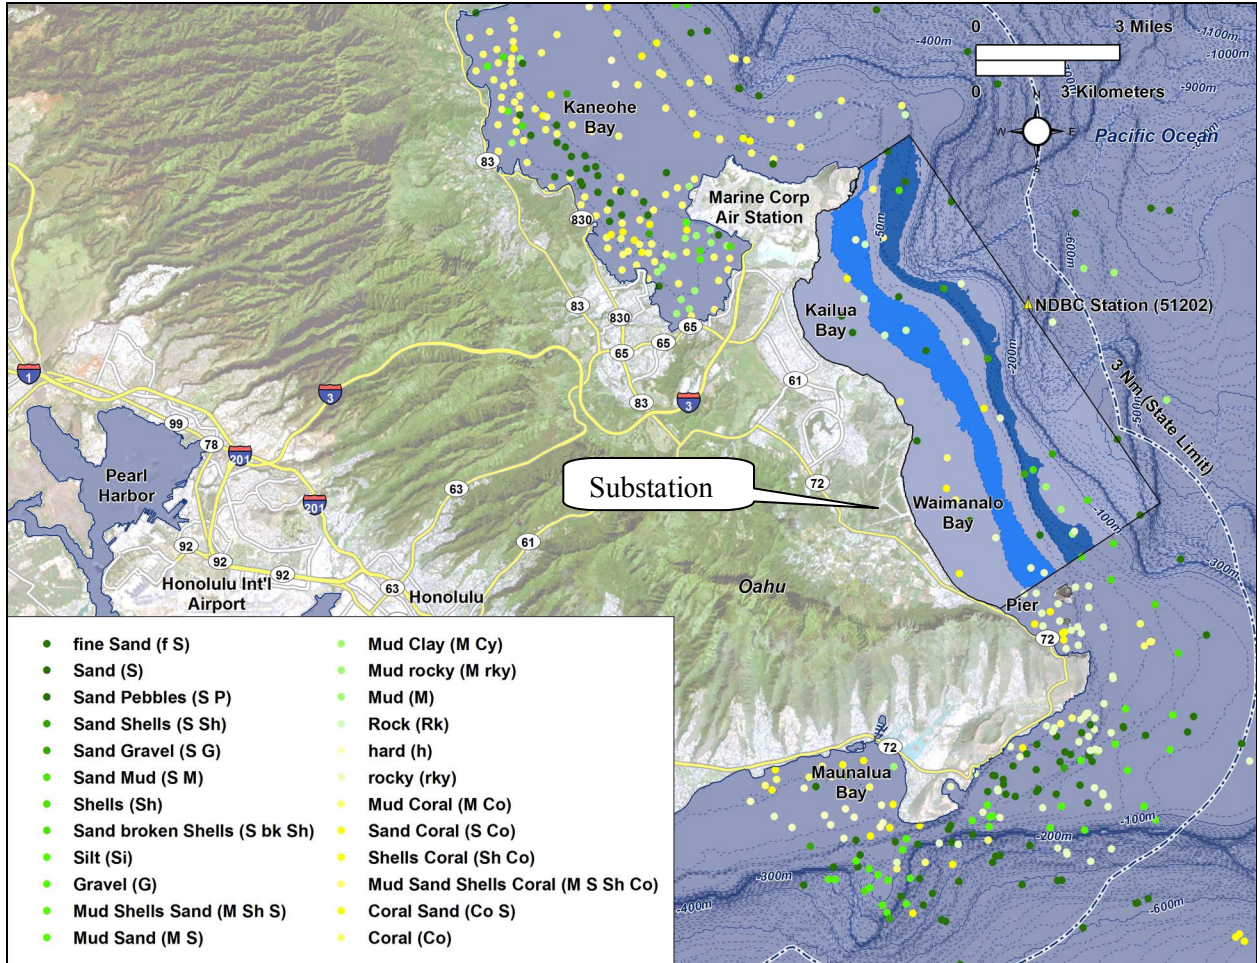 0 3 Miles
0 3 Kilometers
N
W E
S
-1100m
-1000m
-400m
-900m
Pacific Ocean
Kaneohe
Bay
83
Marine Corp
Air Station
830
-50m
-600m
NDBC Station (51202)
Kailua
Bay
83
830
65
65
65
-200m
3 Nm (State Limit)
1
3
61
83
3
-500m
99
78
201
Pearl
Harbor
63
72
Substation
201
Waimanalo
Bay
-100m
61
92
92
92
-300m
Honolulu Int'l
Airport
63
Honolulu
Oahu
Pier
72
fine Sand (f S)
Sand (S)
Sand Pebbles (S P)
Sand Shells (S Sh)
Sand Gravel (S G)
Sand Mud (S M)
Shells (Sh)
Sand broken Shells (S bk Sh)
Silt (Si)
Gravel (G)
Mud Shells Sand (M Sh S)
Mud Sand (M S)
Mud Clay (M Cy)
Mud rocky (M rky)
Mud (M)
Rock (Rk)
hard (h)
rocky (rky)
Mud Coral (M Co)
Sand Coral (S Co)
Shells Coral (Sh Co)
Mud Sand Shells Coral (M S Sh Co)
Coral Sand (Co S)
Coral (Co)
72
Maunalua
Bay
-100m
-200m
-300m
-400m
-600m